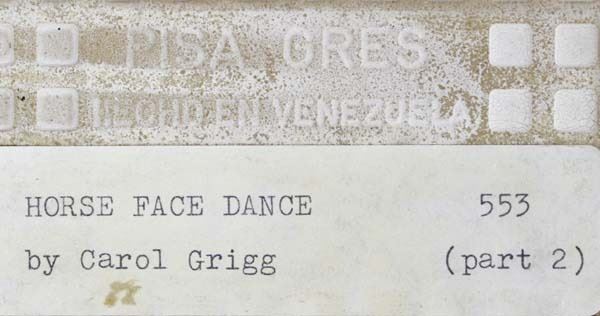 PISA GRES
HECHO EN VENEZUELA
HORSE FACE DANCE 553
by Carol Grigg (part 2)